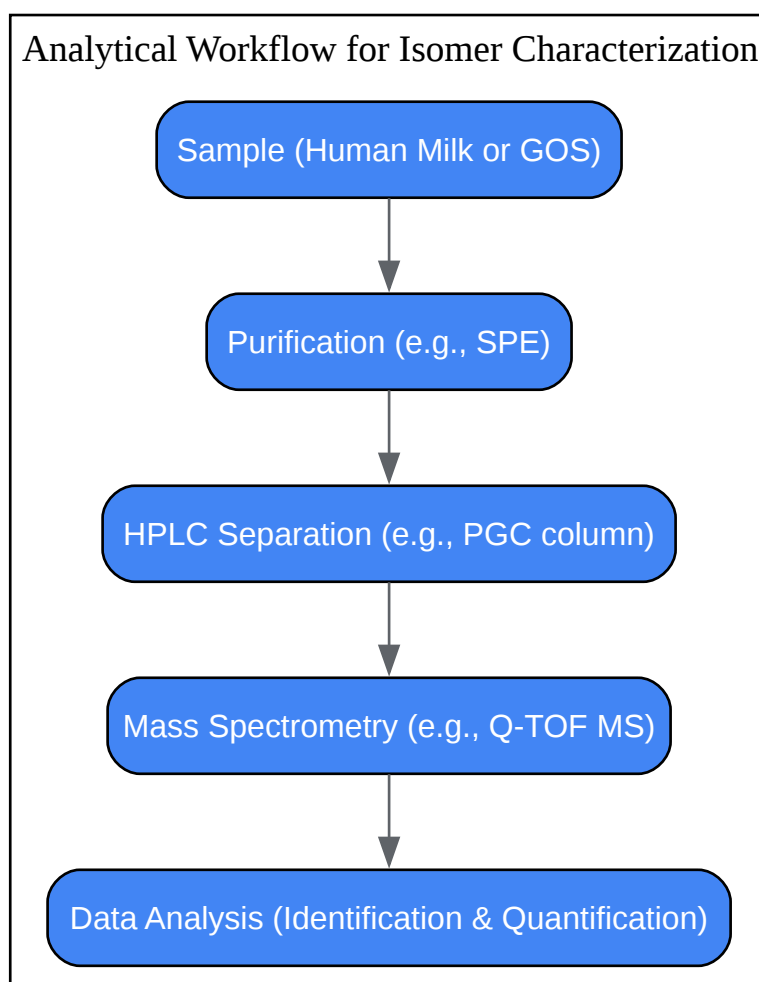 Analytical Workflow for Isomer Characterization
Sample (Human Milk or GOS)
Purification (e.g., SPE)
HPLC Separation (e.g., PGC column)
Mass Spectrometry (e.g., Q-TOF MS)
Data Analysis (Identification & Quantification)